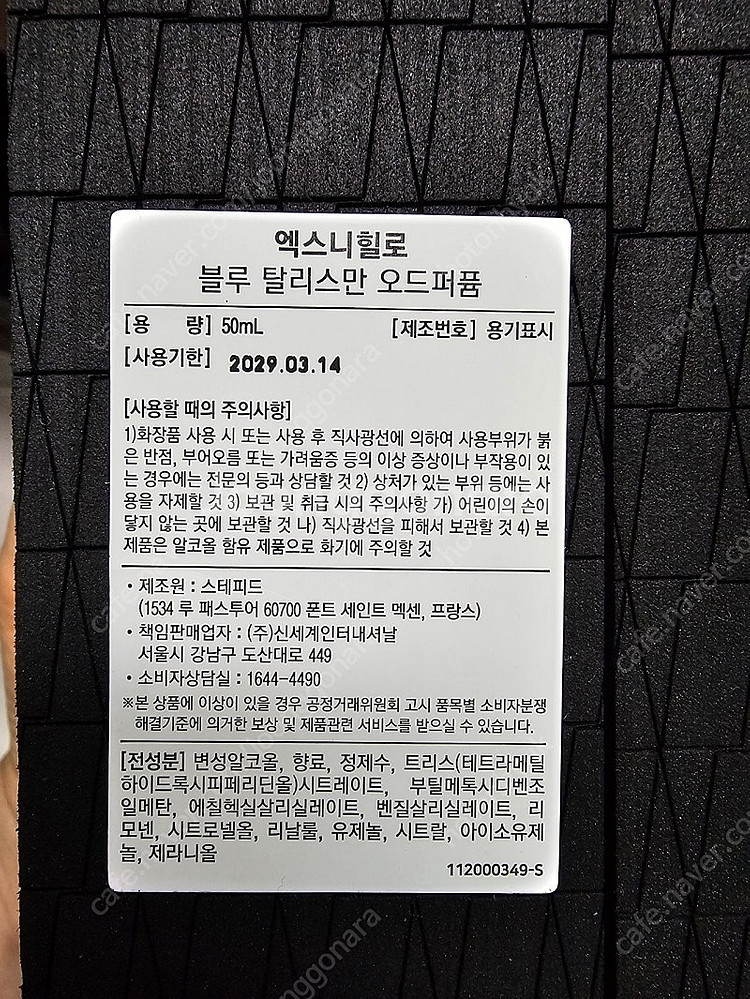 엑스니힐로
블루 탈리스만 오드퍼퓸
[용 량] 50mL [제조번호] 용기표시
[사용기한] 2029.03.14
[사용할 때의 주의사항]
1)화장품 사용 시 또는 사용 후 직사광선에 의하여 사용부위가 붉
은 반점, 부어오름 또는 가려움증 등의 이상 증상이나 부작용이 있
는 경우에는 전문의 등과 상담할 것 2) 상처가 있는 부위 등에는 사
용을 자제할 것 3) 보관 및 취급 시의 주의사항 가) 어린이의 손이
닿지 않는 곳에 보관할 것 나) 직사광선을 피해서 보관할 것 4) 본
제품은 알코올 함유 제품으로 화기에 주의할 것
· 제조원 : 스테피드
(1534 루 패스투어 60700 폰트 세인트 멕센, 프랑스)
· 책임판매업자 : (주)신세계인터내셔날
서울시 강남구 도산대로 449
· 소비자상담실 : 1644-4490
※본 상품에 이상이 있을 경우 공정거래위원회 고시 품목별 소비자분쟁
해결기준에 의거한 보상 및 제품관련 서비스를 받으실 수 있습니다.
[전성분] 변성알코올, 향료, 정제수, 트리스(테트라메틸
하이드록시피페리딘올)시트레이트, 부틸메톡시디벤조
일메탄, 에칠헥실살리실레이트, 벤질살리실레이트, 리
모넨, 시트로넬올, 리날룰, 유제놀, 시트랄, 아이소유제
놀, 제라니올
112000349-S
cafe.naver.com/joonggonara